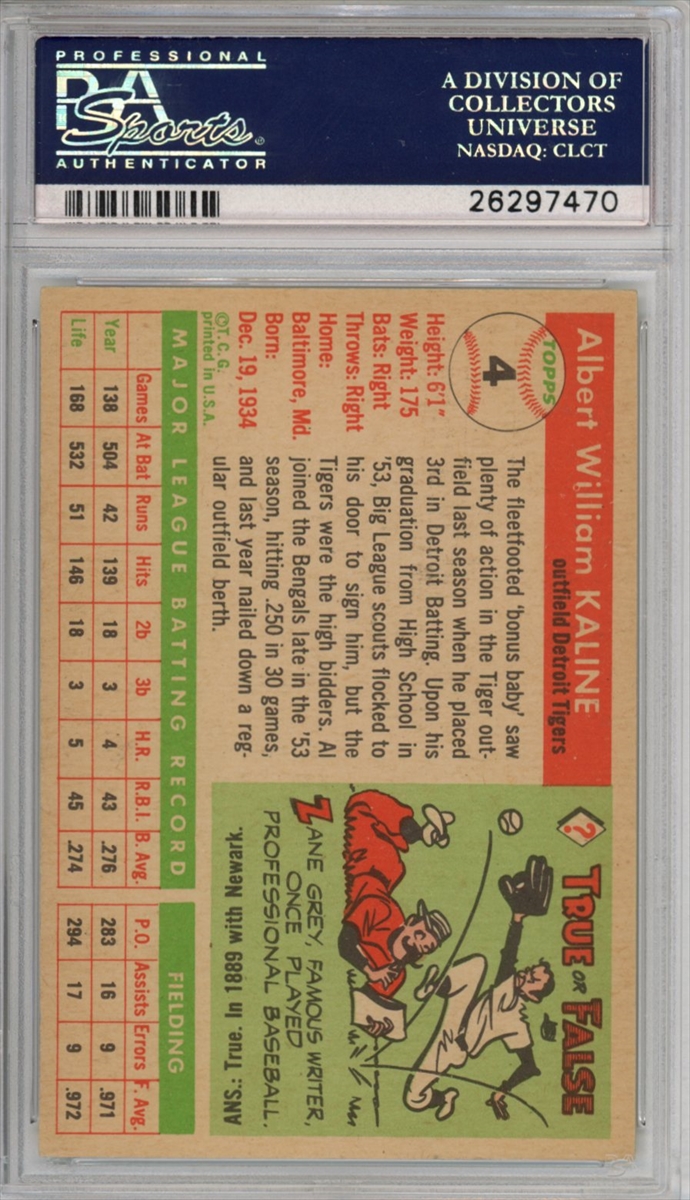 PROFESSIONAL
PSA
Sports
AUTHENTICATOR
A DIVISION OF
COLLECTORS
UNIVERSE
NASDAQ: CLCT
26297470
TOPPS
4
Albert William KALINE
outfield Detroit Tigers
Height: 6'1"
Weight: 175
Bats: Right
Throws: Right
Home:
Baltimore, Md.
Born:
Dec. 19, 1934
©T.C.G.
printed in U.S.A.
The fleetfooted 'bonus baby' saw
plenty of action in the Tiger out-
field last season when he placed
3rd in Detroit Batting. Upon his
graduation from High School in
'53, Big League scouts flocked to
his door to sign him, but the
Tigers were the high bidders. Al
joined the Bengals late in the '53
season, hitting .250 in 30 games,
and last year nailed down a reg-
ular outfield berth.
? TRUE OR FALSE
ZANE GREY, FAMOUS WRITER,
ONCE PLAYED
PROFESSIONAL BASEBALL.
ANS.: True. In 1889 with Newark.
MAJOR LEAGUE BATTING RECORD FIELDING
Games At Bat Runs Hits 2b 3b H.R. R.B.I. B. Avg. P.O. Assists Errors F. Avg.
Year 138 504 42 139 18 3 4 43 .276 283 16 9 .971
Life 168 532 51 146 18 3 5 45 .274 294 17 9 .972